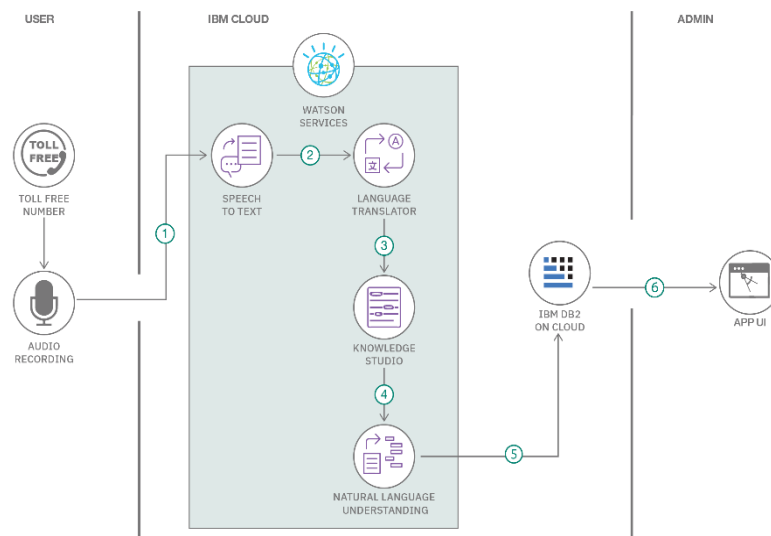 USER
IBM CLOUD
ADMIN
WATSON
SERVICES
TOLL
FREE
TOLL FREE
NUMBER
1
SPEECH
TO TEXT
2
A
文
LANGUAGE
TRANSLATOR
3
AUDIO
RECORDING
KNOWLEDGE
STUDIO
4
NATURAL LANGUAGE
UNDERSTANDING
5
IBM DB2
ON CLOUD
6
APP UI